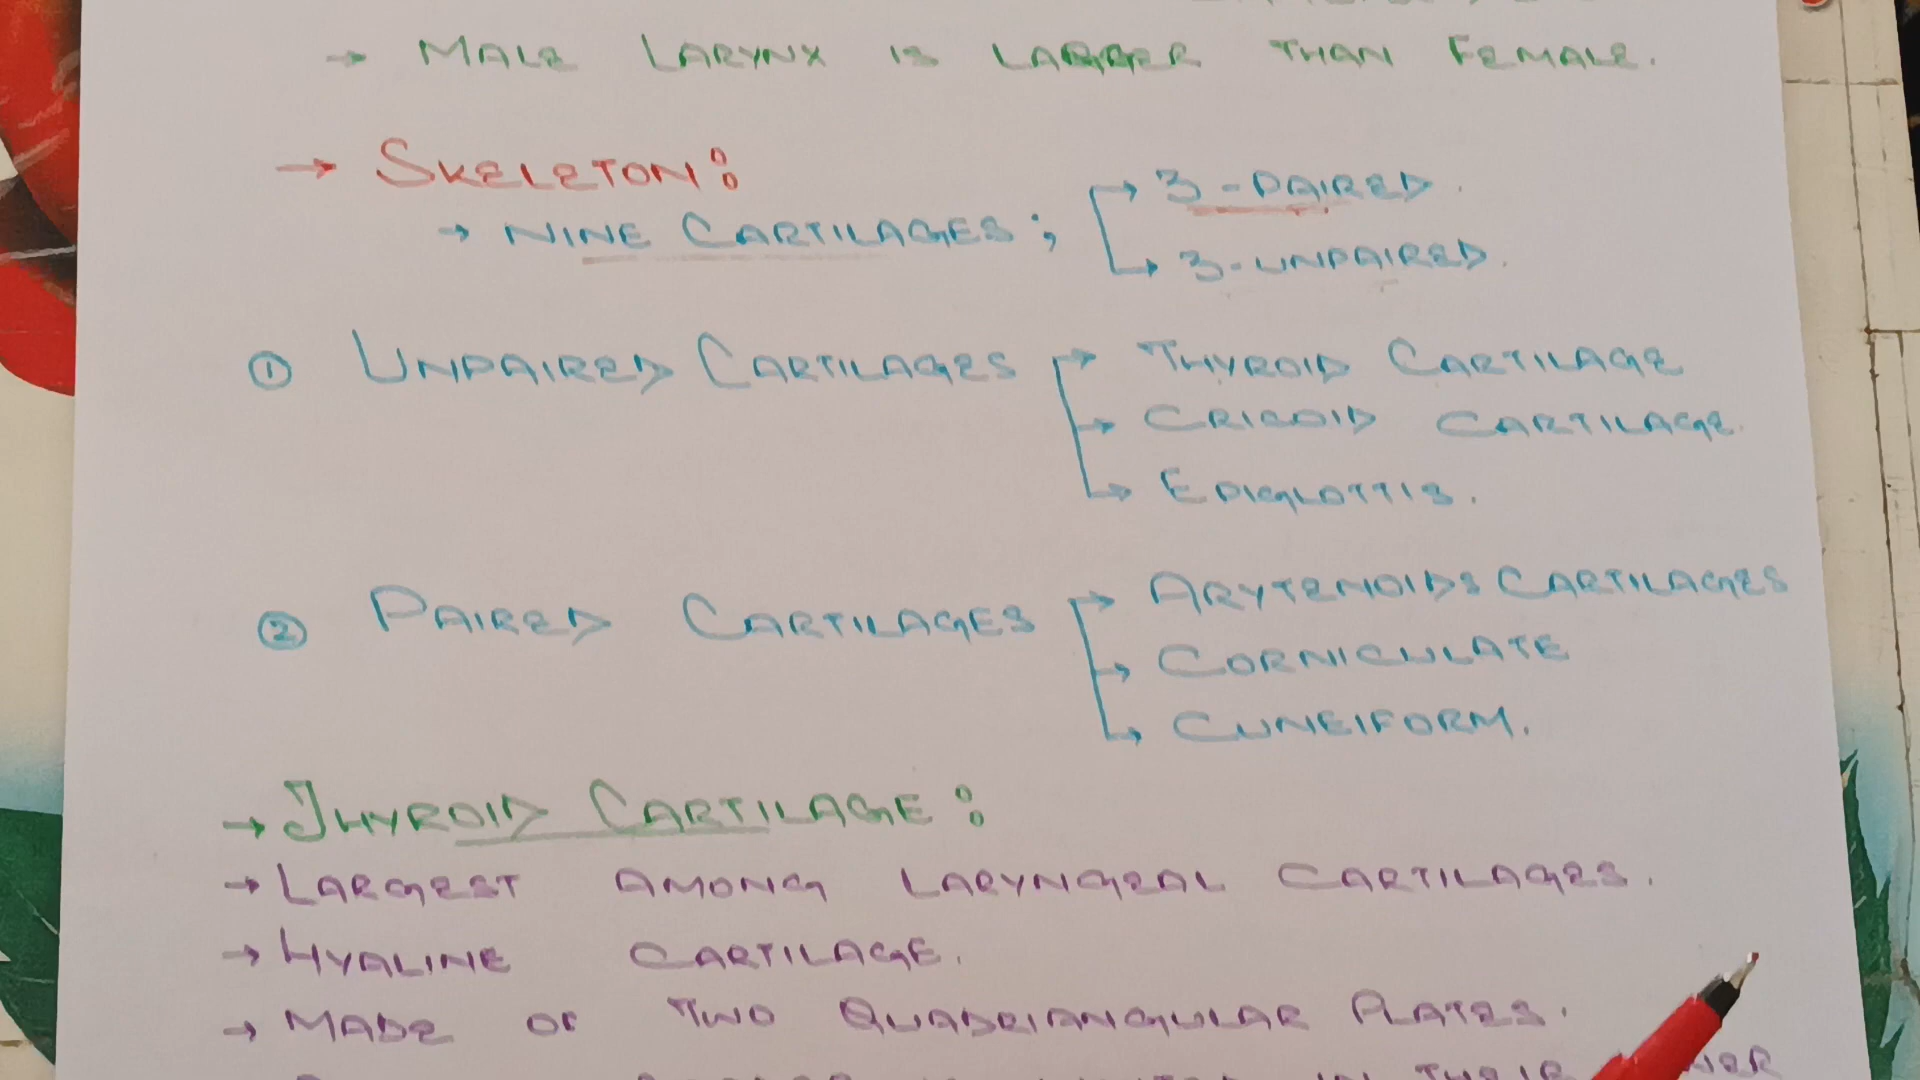 → MALE LARYNX IS LARGER THAN FEMALE.
→ SKELETON:
→ NINE CARTILAGES; → 3-PAIRED.
→ 3-UNPAIRED.
① UNPAIRED CARTILAGES → THYROID CARTILAGE
→ CRICOID CARTILAGE.
→ EPIGLOTTIS.
② PAIRED CARTILAGES → ARYTENOIDS CARTILAGES
→ CORNICULATE
→ CUNEIFORM.
→ THYROID CARTILAGE:
→ LARGEST AMONG LARYNGEAL CARTILAGES.
→ HYALINE CARTILAGE.
→ MADE OF TWO QUADRIANGULAR PLATES.
IN THEIR